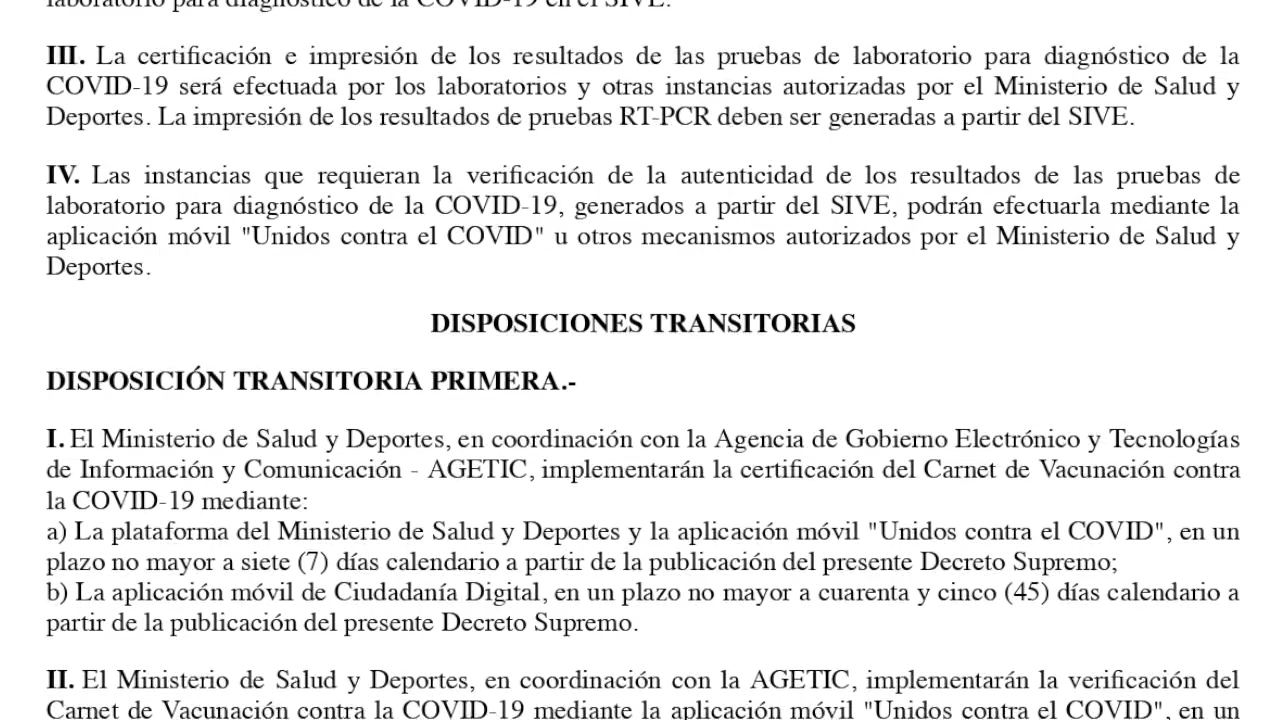 laboratorio para diagnóstico de la COVID-19 en el SIVE.
III. La certificación e impresión de los resultados de las pruebas de laboratorio para diagnóstico de la
COVID-19 será efectuada por los laboratorios y otras instancias autorizadas por el Ministerio de Salud y
Deportes. La impresión de los resultados de pruebas RT-PCR deben ser generadas a partir del SIVE.
IV. Las instancias que requieran la verificación de la autenticidad de los resultados de las pruebas de
laboratorio para diagnóstico de la COVID-19, generados a partir del SIVE, podrán efectuarla mediante la
aplicación móvil "Unidos contra el COVID" u otros mecanismos autorizados por el Ministerio de Salud y
Deportes.
DISPOSICIONES TRANSITORIAS
DISPOSICIÓN TRANSITORIA PRIMERA.-
I. El Ministerio de Salud y Deportes, en coordinación con la Agencia de Gobierno Electrónico y Tecnologías
de Información y Comunicación - AGETIC, implementarán la certificación del Carnet de Vacunación contra
la COVID-19 mediante:
a) La plataforma del Ministerio de Salud y Deportes y la aplicación móvil "Unidos contra el COVID", en un
plazo no mayor a siete (7) días calendario a partir de la publicación del presente Decreto Supremo;
b) La aplicación móvil de Ciudadanía Digital, en un plazo no mayor a cuarenta y cinco (45) días calendario a
partir de la publicación del presente Decreto Supremo.
II. El Ministerio de Salud y Deportes, en coordinación con la AGETIC, implementarán la verificación del
Carnet de Vacunación contra la COVID-19 mediante la aplicación móvil "Unidos contra el COVID", en un